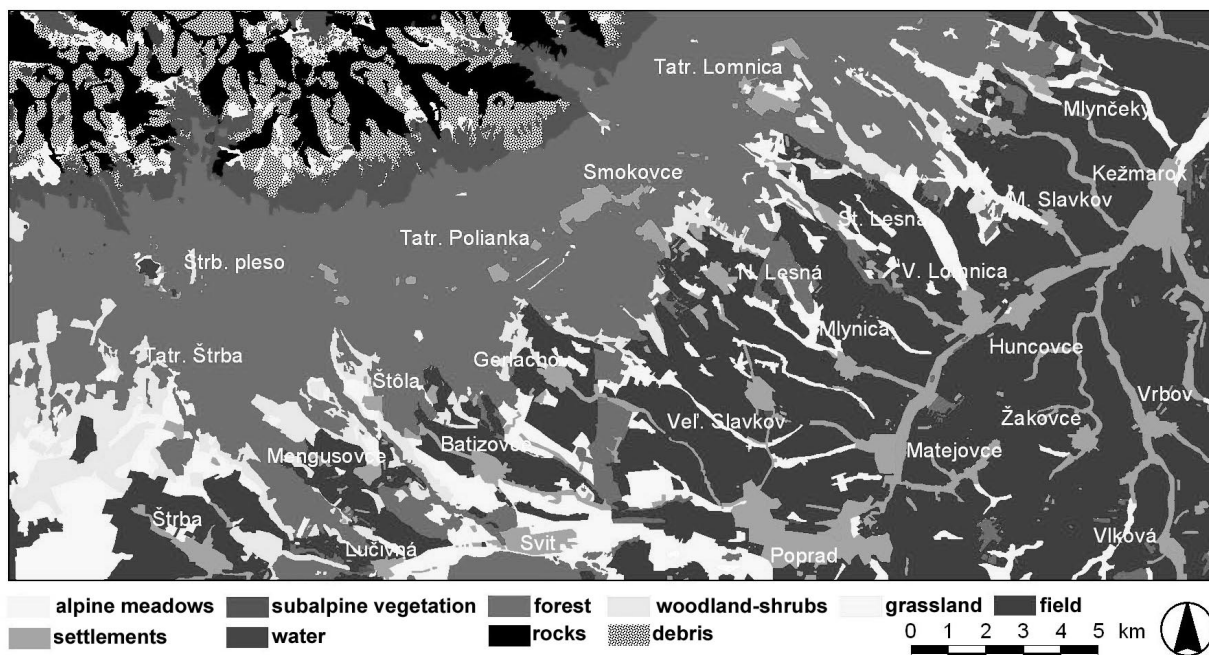 Tatr. Lomnica
Mlynčeky
Kežmarok
Smokovce
M. Slavkov
St. Lesná
Tatr. Polianka
Štrb. pleso
N. Lesná
V. Lomnica
Mlynica
Huncovce
Tatr. Štrba
Gerlachov
Štôla
Vrbov
Žakovce
Veľ. Slavkov
Batizovce
Matejovce
Mengusovce
Štrba
Lučivná
Svit
Poprad
Vlková
alpine meadows subalpine vegetation forest woodland-shrubs grassland field
settlements water rocks debris
0 1 2 3 4 5 km